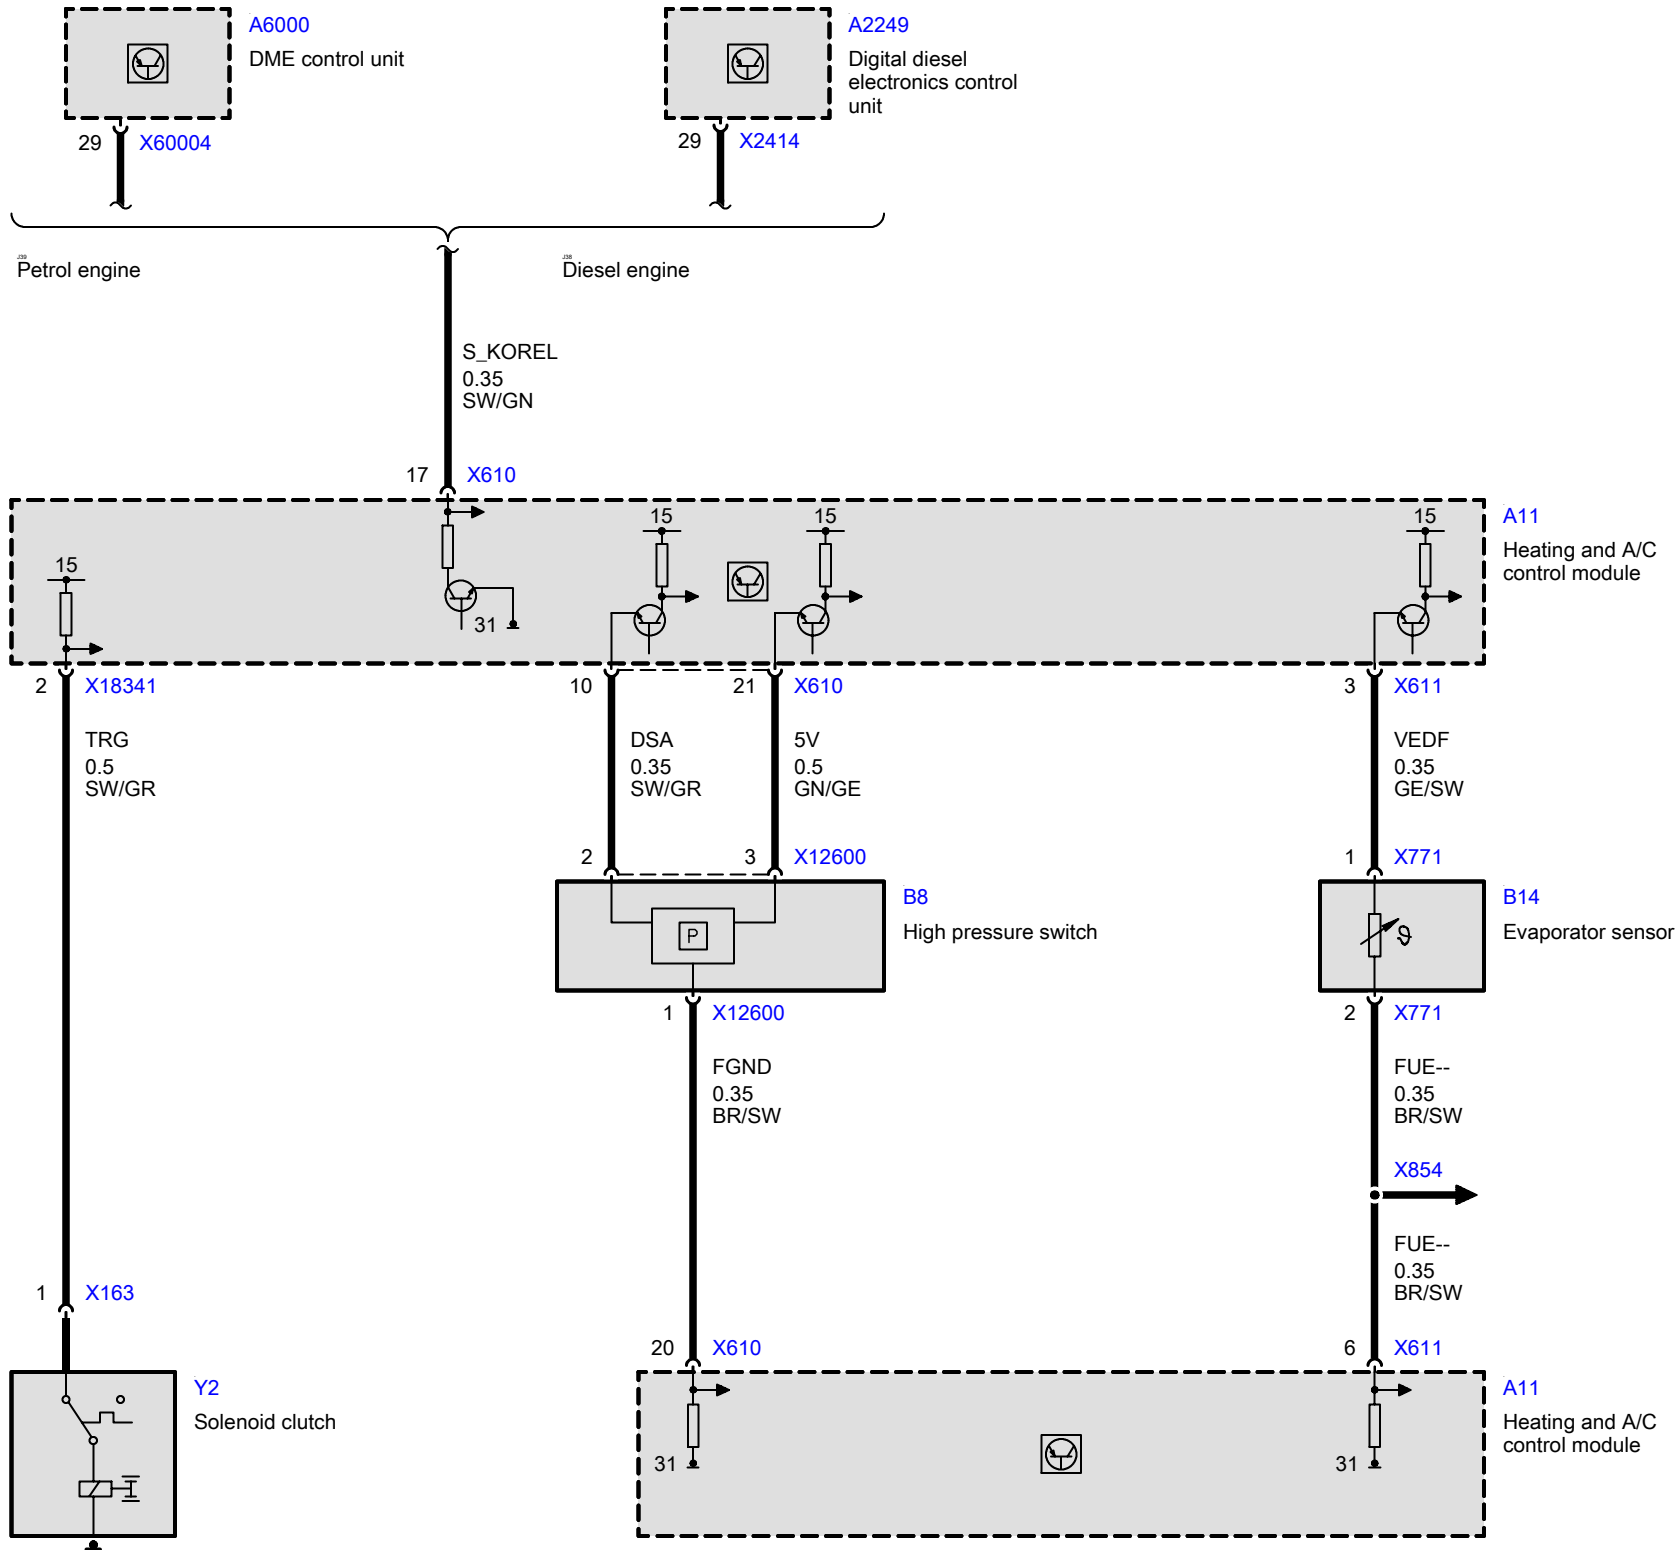 A6000
DME control unit
A2249
Digital diesel
electronics control
unit
29 X60004
29 X2414
J39
Petrol engine
J38
Diesel engine
S_KOREL
0.35
SW/GN
17 X610
15
15
15
15
31
A11
Heating and A/C
control module
2 X18341
10
21 X610
3 X611
TRG
0.5
SW/GR
DSA
0.35
SW/GR
5V
0.5
GN/GE
VEDF
0.35
GE/SW
2
3 X12600
1 X771
P
B8
High pressure switch
ϑ
B14
Evaporator sensor
1 X12600
2 X771
FGND
0.35
BR/SW
FUE--
0.35
BR/SW
X854
FUE--
0.35
BR/SW
1 X163
20 X610
6 X611
Y2
Solenoid clutch
31
31
A11
Heating and A/C
control module